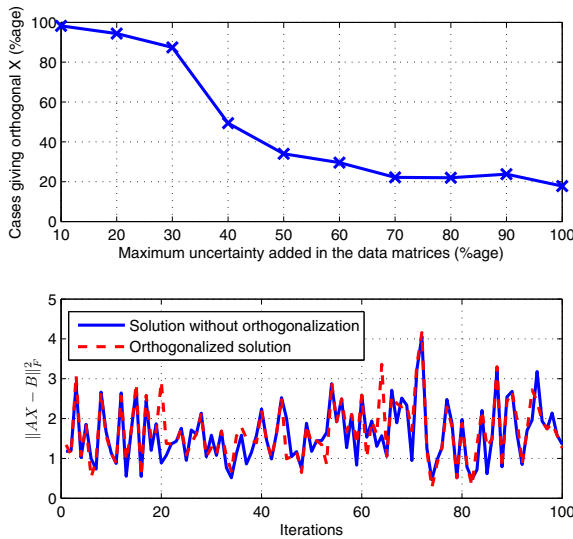 Cases giving orthogonal X (%age)
100
80
60
40
20
0
10 20 30 40 50 60 70 80 90 100
Maximum uncertainty added in the data matrices (%age)
||AX − B||²_F
5
4
3
2
1
0
Solution without orthogonalization
Orthogonalized solution
0 20 40 60 80 100
Iterations